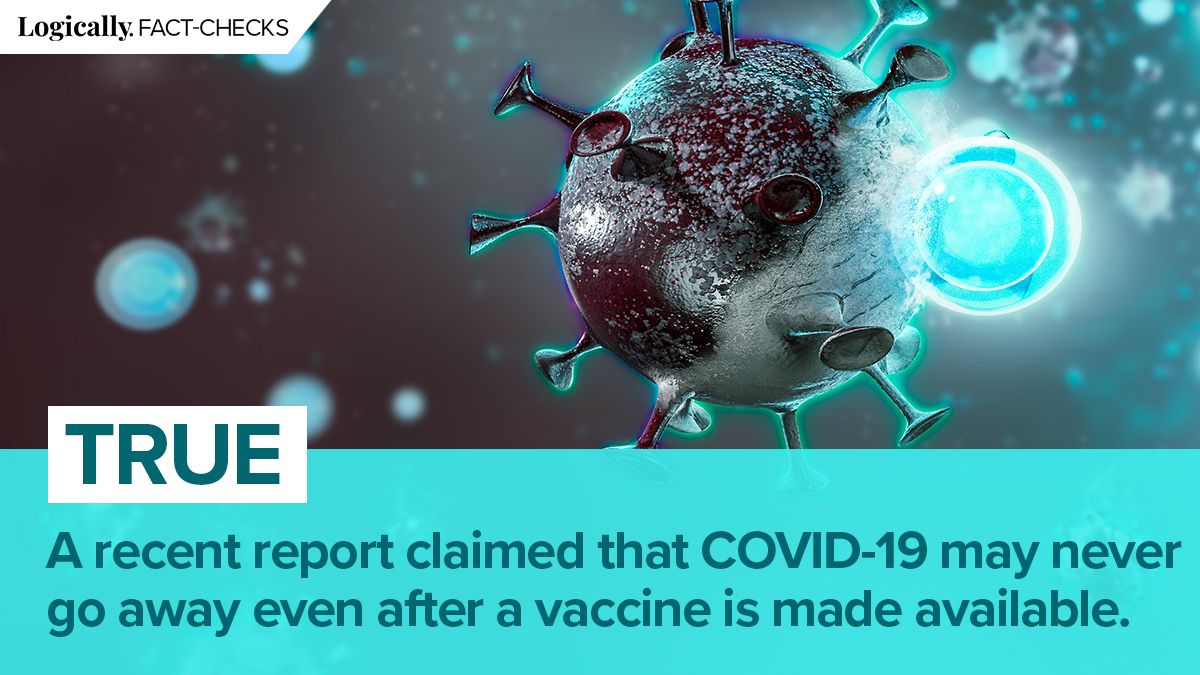 Logically. FACT-CHECKS
TRUE
A recent report claimed that COVID-19 may never
go away even after a vaccine is made available.